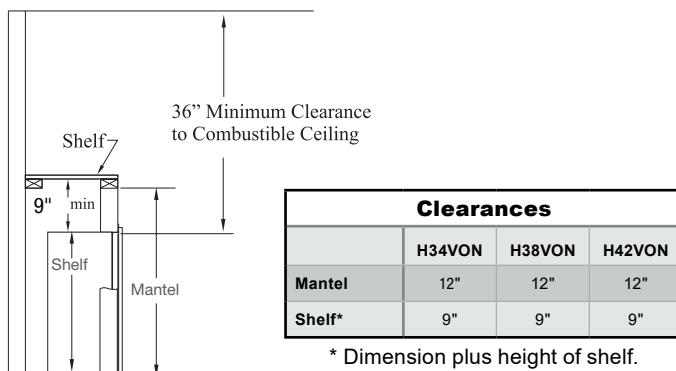 36” Minimum Clearance
to Combustible Ceiling
Shelf
9" min
Shelf
Mantel
Clearances
H34VON H38VON H42VON
Mantel 12" 12" 12"
Shelf* 9" 9" 9"
* Dimension plus height of shelf.